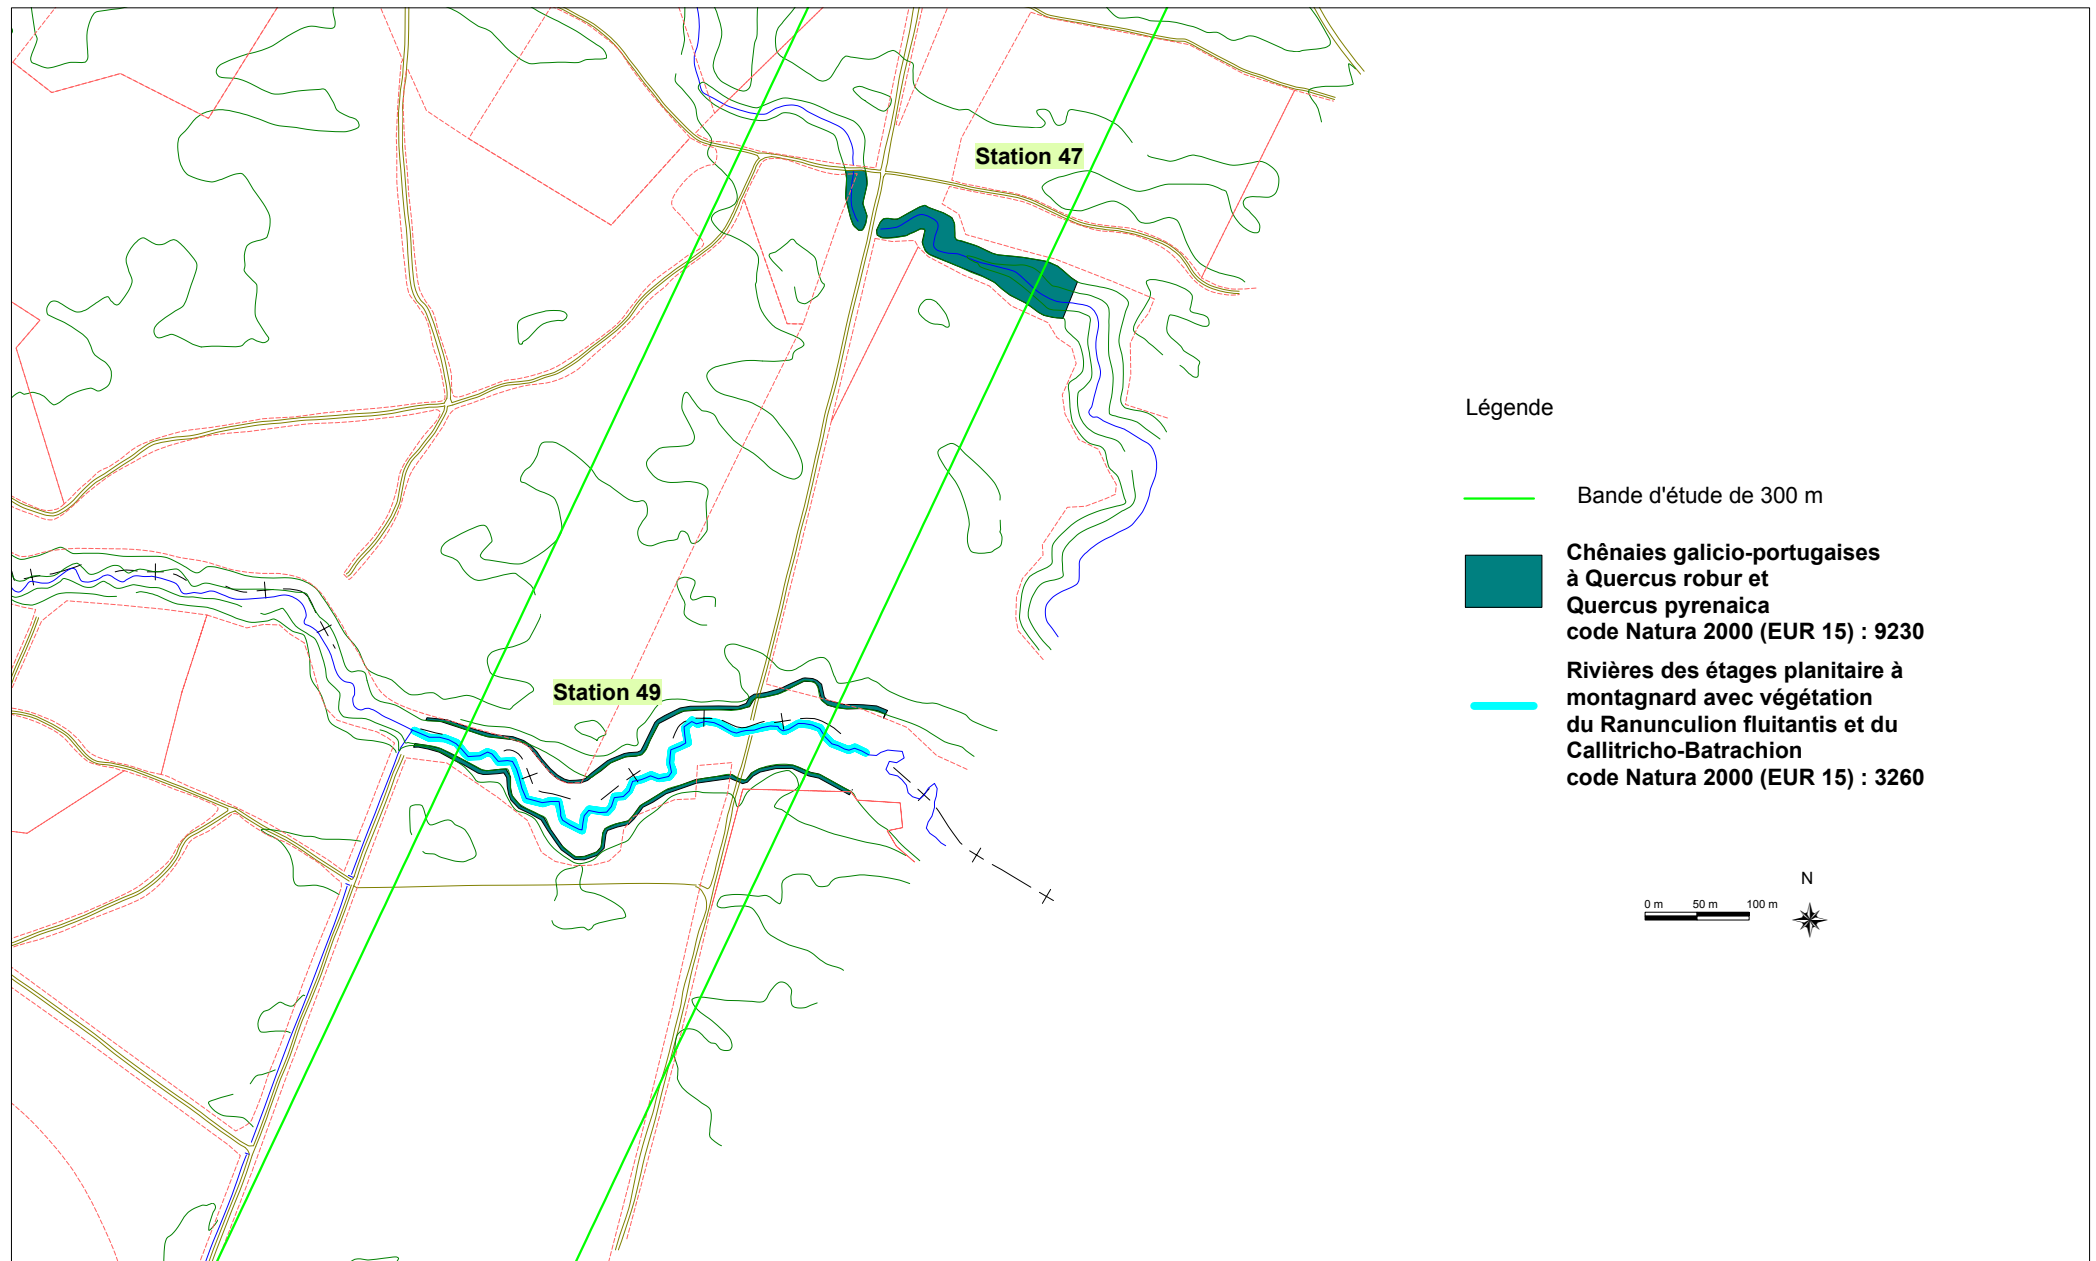 Station 47
Station 49
Légende
Bande d'étude de 300 m
Chênaies galicio-portugaises
à Quercus robur et
Quercus pyrenaica
code Natura 2000 (EUR 15) : 9230
Rivières des étages planitaire à
montagnard avec végétation
du Ranunculion fluitantis et du
Callitricho-Batrachion
code Natura 2000 (EUR 15) : 3260
N
0 m 50 m 100 m